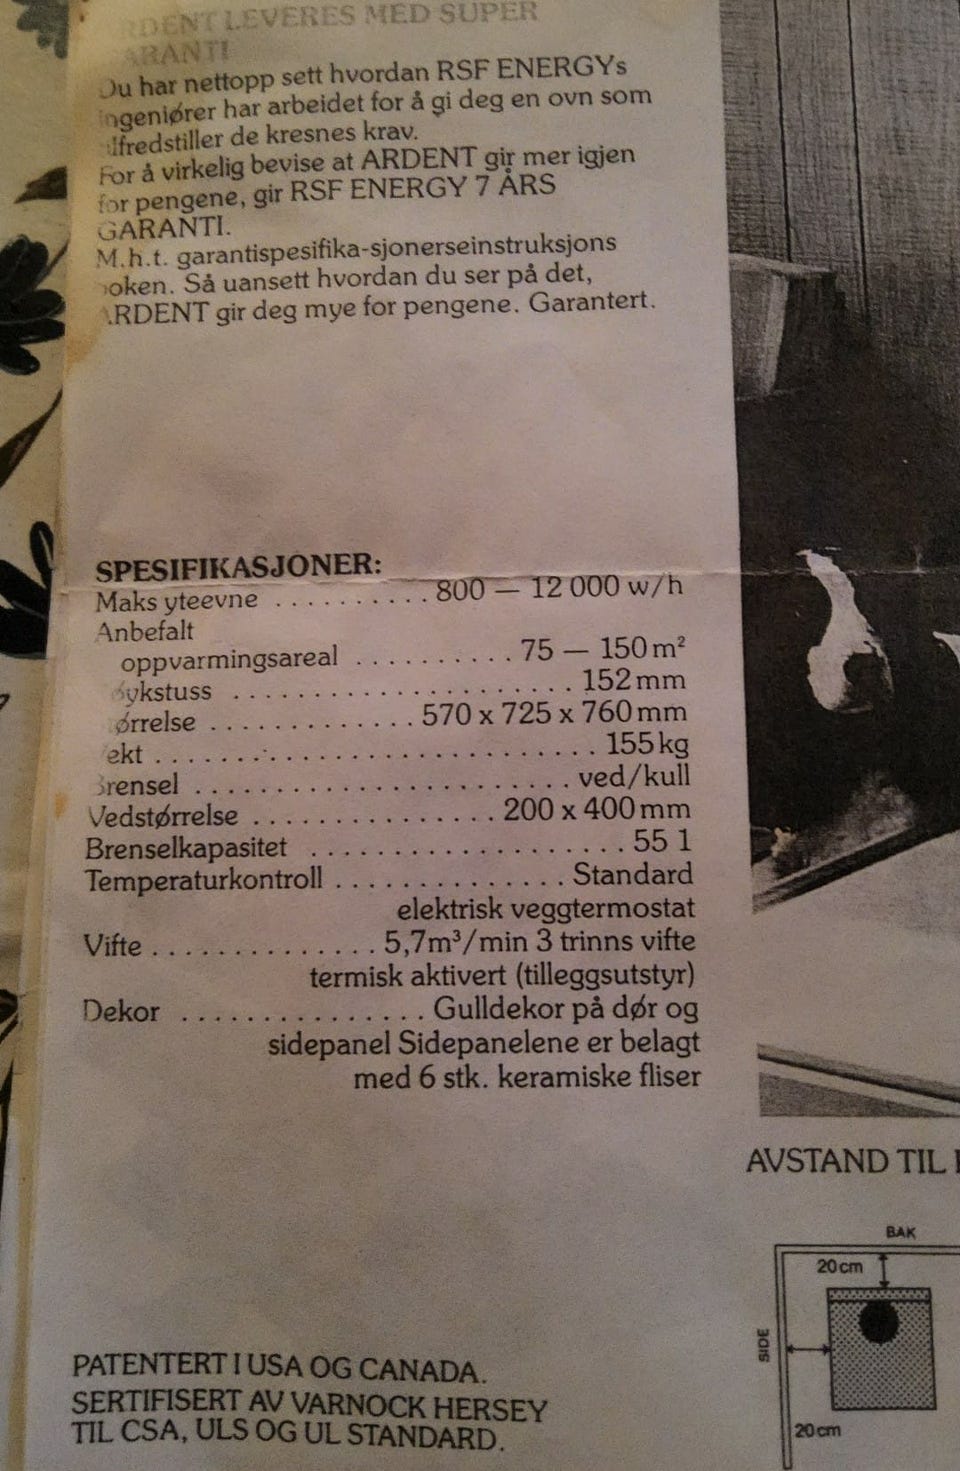 ARDENT LEVERES MED SUPER
GARANTI
Du har nettopp sett hvordan RSF ENERGYs
ingeniører har arbeidet for å gi deg en ovn som
tilfredstiller de kresnes krav.
For å virkelig bevise at ARDENT gir mer igjen
for pengene, gir RSF ENERGY 7 ÅRS
GARANTI.
M.h.t. garantispesifika-sjonerseinstruksjons
boken. Så uansett hvordan du ser på det,
ARDENT gir deg mye for pengene. Garantert.
SPESIFIKASJONER:
Maks yteevne . . . . . . . . . . 800 — 12 000 w/h
Anbefalt
oppvarmingsareal . . . . . . . . . . 75 — 150 m²
Røykstuss . . . . . . . . . . . . . . . . . . . . . . 152 mm
Størrelse . . . . . . . . . . . . . 570 x 725 x 760 mm
Vekt . . . . . . . . . . . . . . . . . . . . . . . . . . . . 155 kg
Brensel . . . . . . . . . . . . . . . . . . . . . . . . ved/kull
Vedstørrelse . . . . . . . . . . . . . . . 200 x 400 mm
Brenselkapasitet . . . . . . . . . . . . . . . . . . . . 55 l
Temperaturkontroll . . . . . . . . . . . . . . Standard
elektrisk veggtermostat
Vifte . . . . . . . . . . . . . . 5,7m³/min 3 trinns vifte
termisk aktivert (tilleggsutstyr)
Dekor . . . . . . . . . . . . . . . Gulldekor på dør og
sidepanel Sidepanelene er belagt
med 6 stk. keramiske fliser
PATENTERT I USA OG CANADA.
SERTIFISERT AV VARNOCK HERSEY
TIL CSA, ULS OG UL STANDARD.
AVSTAND TIL
BAK
20 cm
SIDE
20 cm